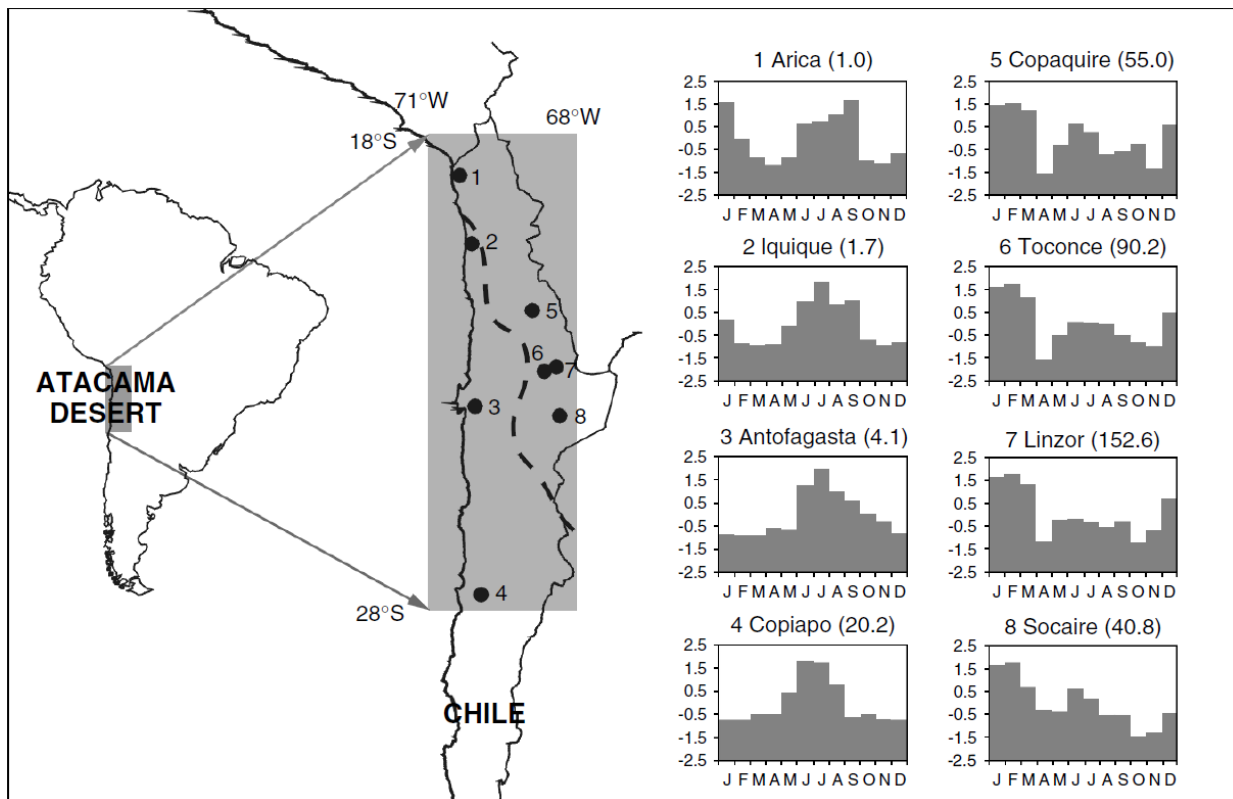 71°W
68°W
18°S
1
2
5
6
7
3
8
4
28°S
ATACAMA
DESERT
CHILE
1 Arica (1.0)
2.5
1.5
0.5
-0.5
-1.5
-2.5
J F M A M J J A S O N D
5 Copaquire (55.0)
2.5
1.5
0.5
-0.5
-1.5
-2.5
J F M A M J J A S O N D
2 Iquique (1.7)
2.5
1.5
0.5
-0.5
-1.5
-2.5
J F M A M J J A S O N D
6 Toconce (90.2)
2.5
1.5
0.5
-0.5
-1.5
-2.5
J F M A M J J A S O N D
3 Antofagasta (4.1)
2.5
1.5
0.5
-0.5
-1.5
-2.5
J F M A M J J A S O N D
7 Linzor (152.6)
2.5
1.5
0.5
-0.5
-1.5
-2.5
J F M A M J J A S O N D
4 Copiapo (20.2)
2.5
1.5
0.5
-0.5
-1.5
-2.5
J F M A M J J A S O N D
8 Socaire (40.8)
2.5
1.5
0.5
-0.5
-1.5
-2.5
J F M A M J J A S O N D